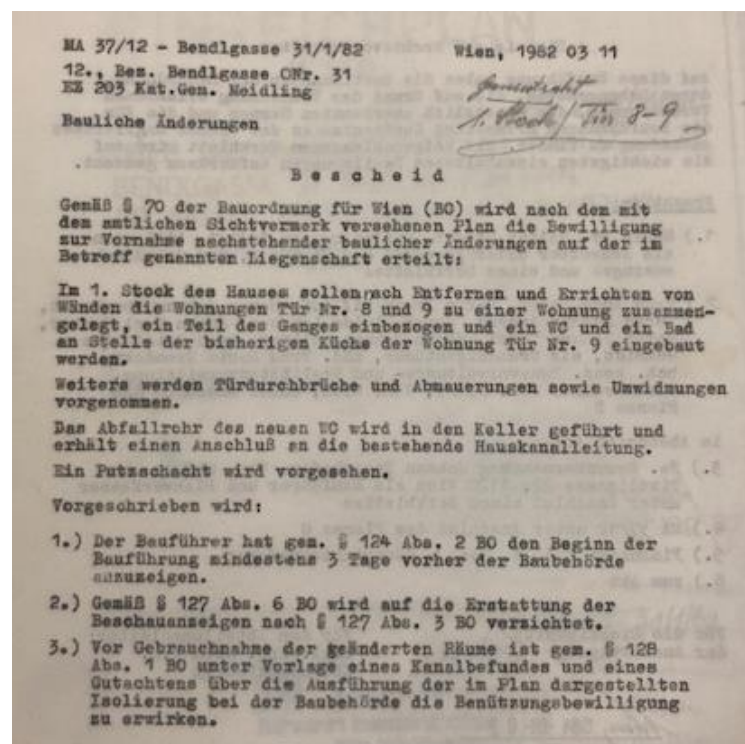 MA 37/12 - Bendlgasse 31/1/82
Wien, 1982 03 11
12., Bez. Bendlgasse ONr. 31
EZ 203 Kat.Gem. Meidling
1. Stock / Tür 8-9
Bauliche Änderungen
Bescheid
Gemäß § 70 der Bauordnung für Wien (BO) wird nach dem mit
dem amtlichen Sichtvermerk versehenen Plan die Bewilligung
zur Vornahme nachstehender baulicher Änderungen auf der im
Betreff genannten Liegenschaft erteilt:
Im 1. Stock des Hauses sollen nach Entfernen und Errichten von
Wänden die Wohnungen Tür Nr. 8 und 9 zu einer Wohnung zusammen-
gelegt, ein Teil des Ganges einbezogen und ein WC und ein Bad
an Stelle der bisherigen Küche der Wohnung Tür Nr. 9 eingebaut
werden.
Weiters werden Türdurchbrüche und Abmauerungen sowie Umwidmungen
vorgenommen.
Das Abfallrohr des neuen WC wird in den Keller geführt und
erhält einen Anschluß an die bestehende Hauskanalleitung.
Ein Putzschacht wird vorgesehen.
Vorgeschrieben wird:
1.) Der Bauführer hat gem. § 124 Abs. 2 BO den Beginn der
Bauführung mindestens 3 Tage vorher der Baubehörde
anzuzeigen.
2.) Gemäß § 127 Abs. 6 BO wird auf die Erstattung der
Beschauanzeigen nach § 127 Abs. 3 BO verzichtet.
3.) Vor Gebrauchnahme der geänderten Räume ist gem. § 128
Abs. 1 BO unter Vorlage eines Kanalbefundes und eines
Gutachtens über die Ausführung der im Plan dargestellten
Isolierung bei der Baubehörde die Benützungsbewilligung
zu erwirken.